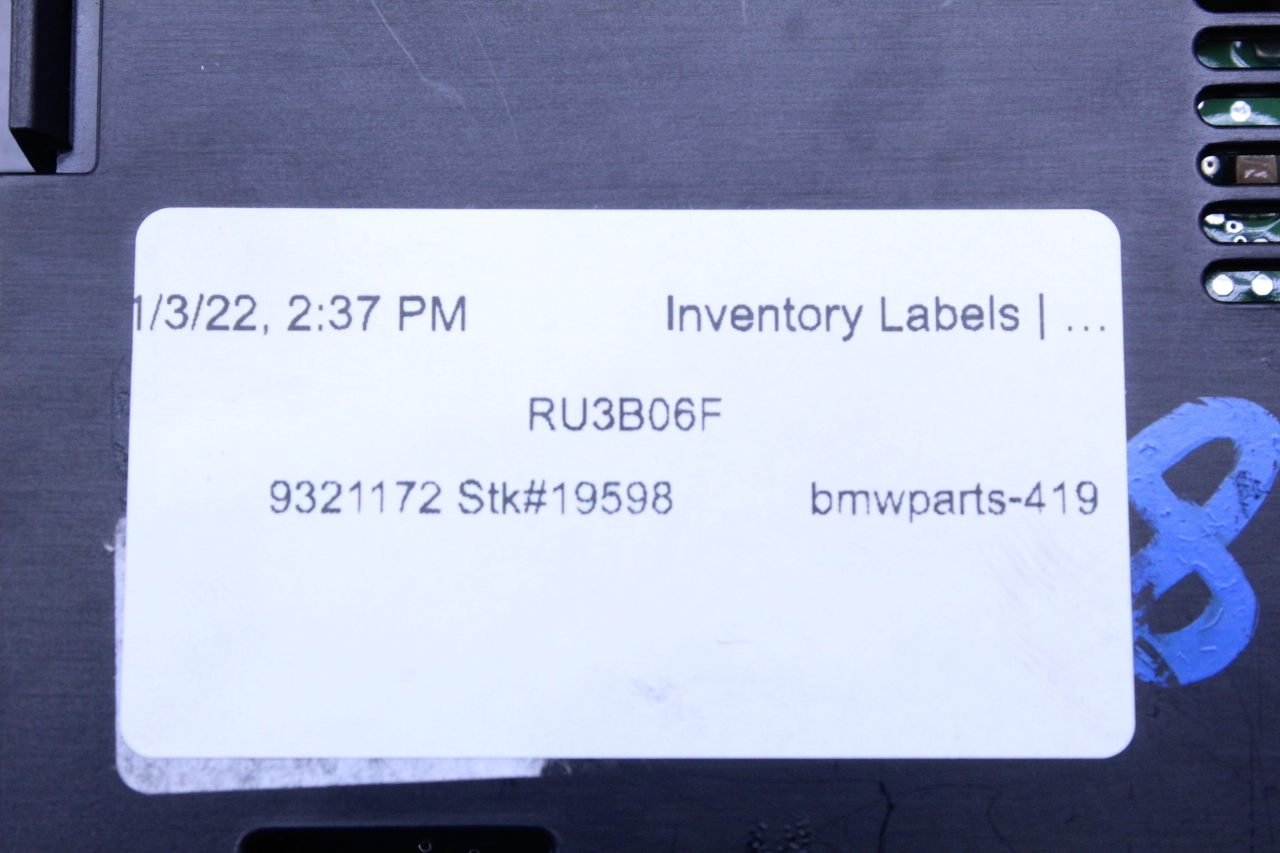 1/3/22, 2:37 PM Inventory Labels | ...
RU3B06F
9321172 Stk#19598 bmwparts-419